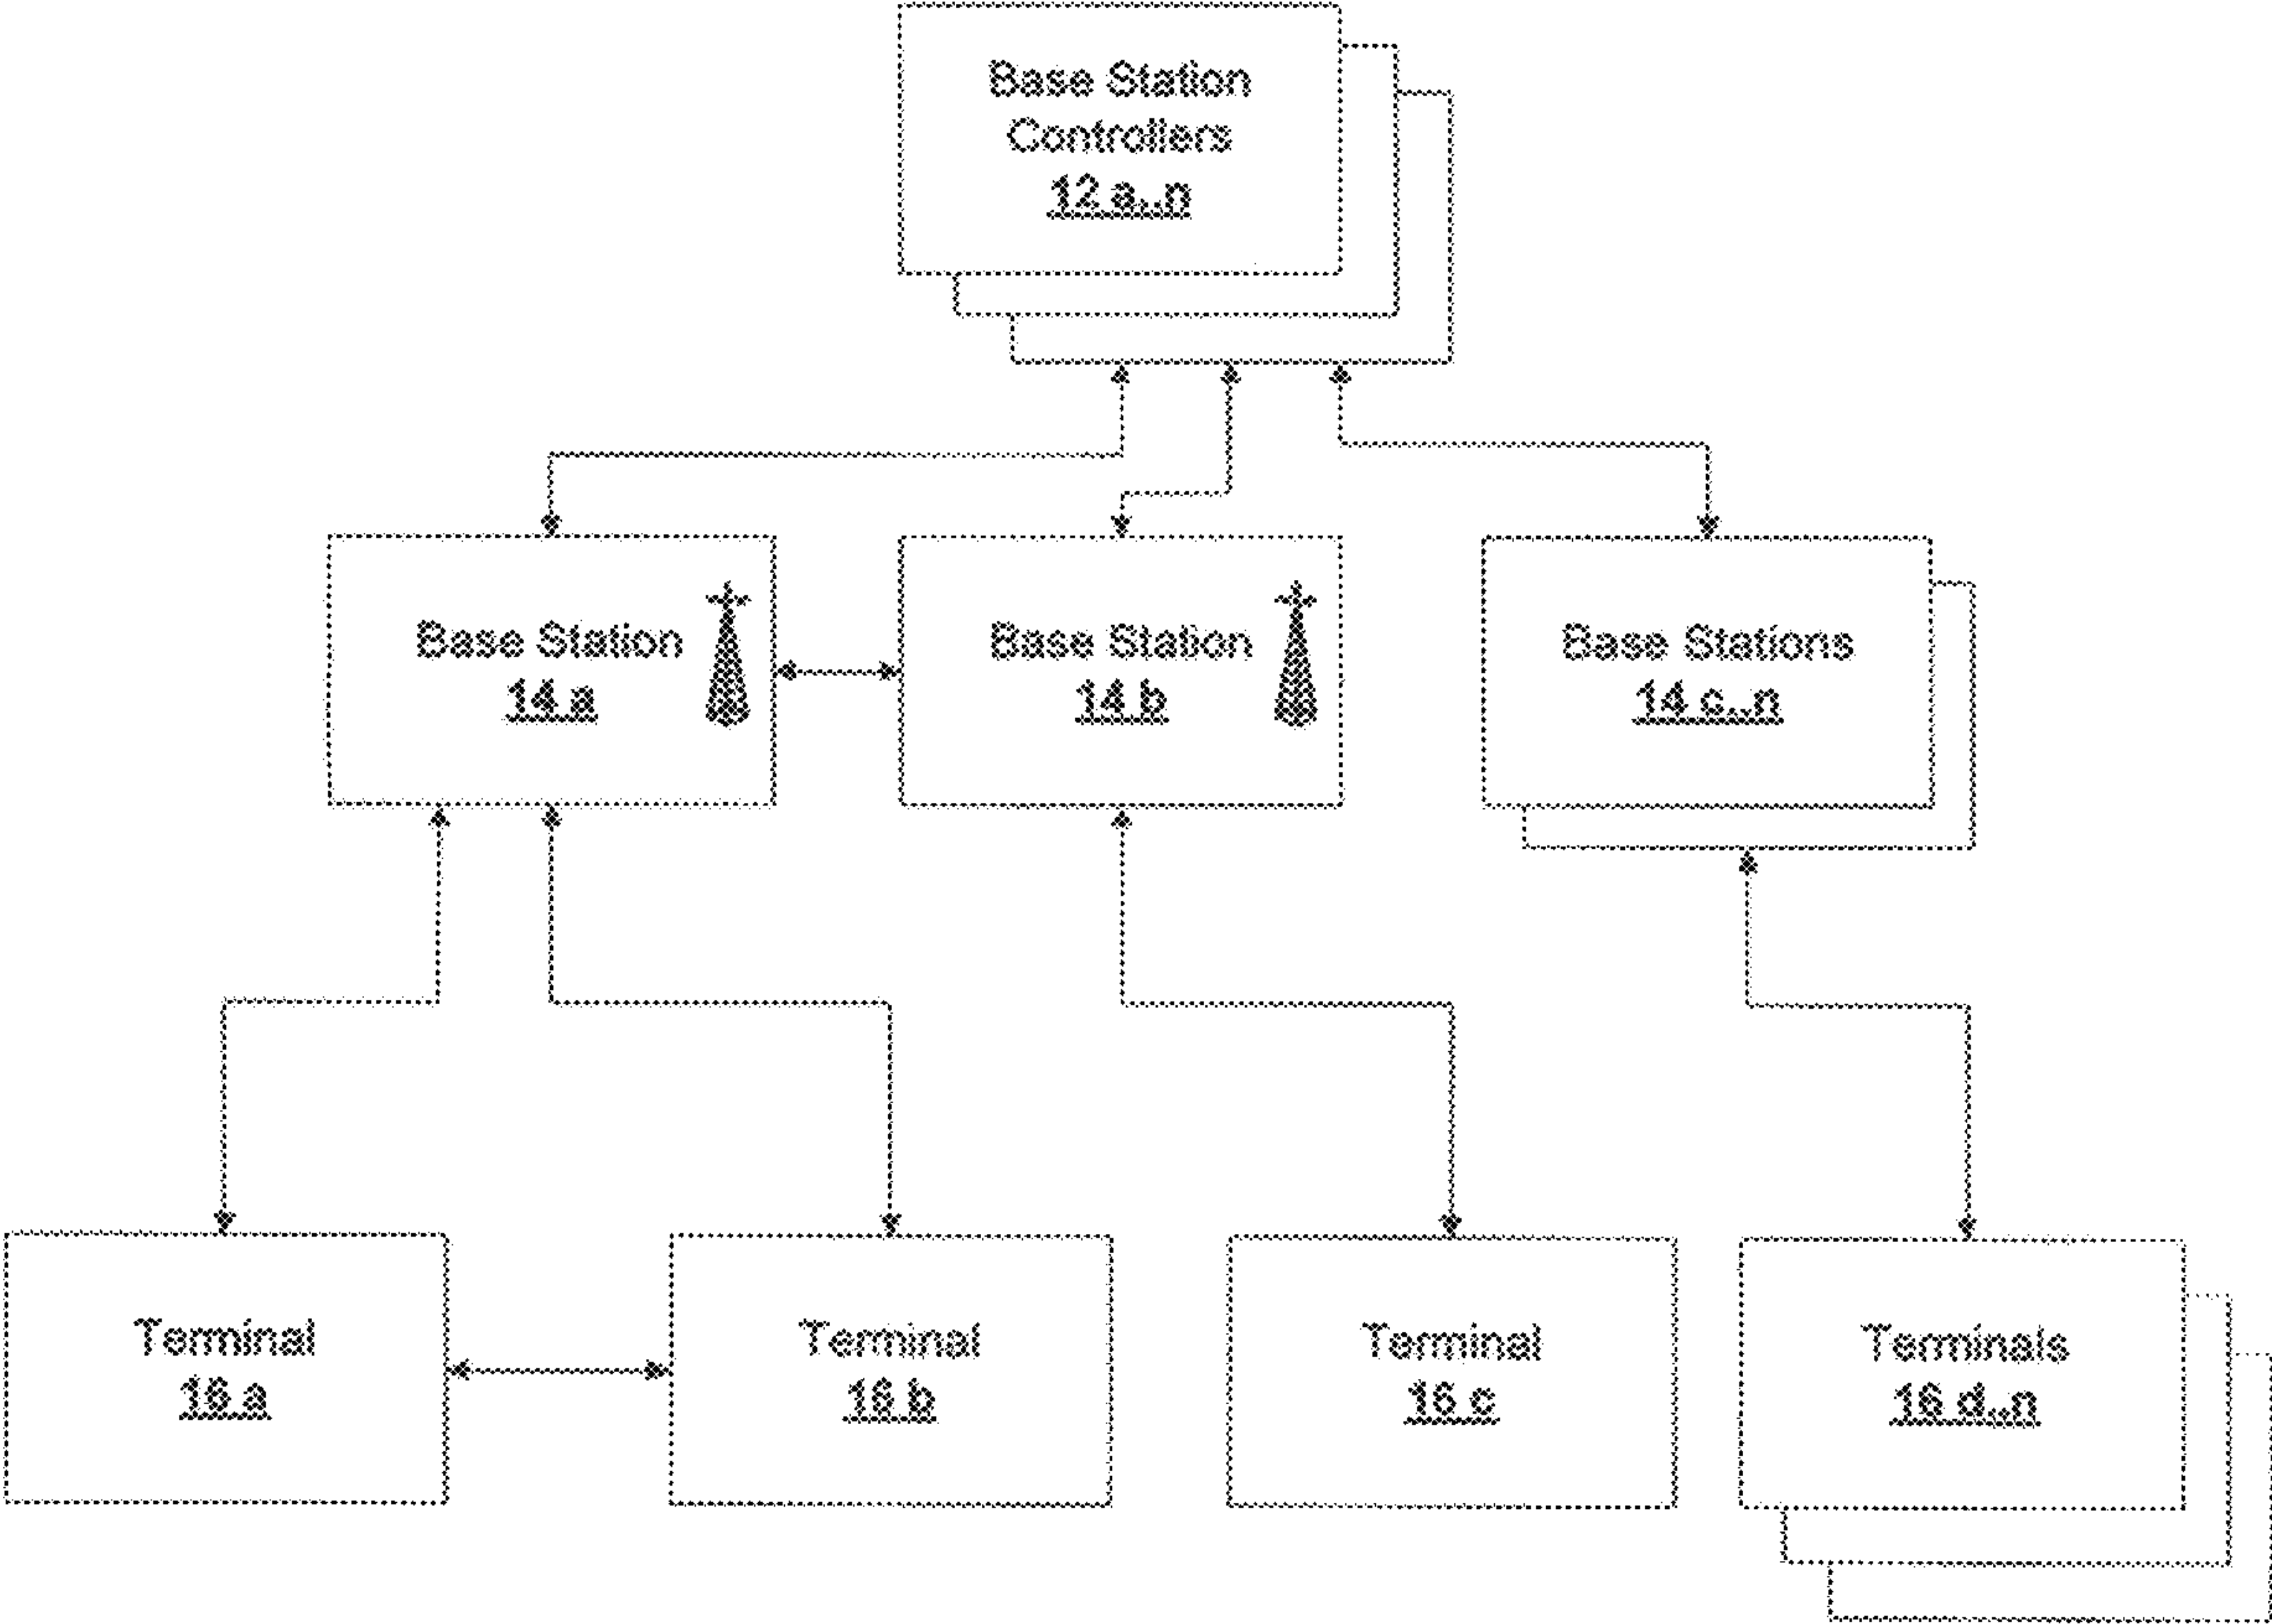 Base Station
Controllers
12 a..n
Base Station
14 a
Base Station
14 b
Base Stations
14 c..n
Terminal
16 a
Terminal
16 b
Terminal
16 c
Terminals
16 d..n